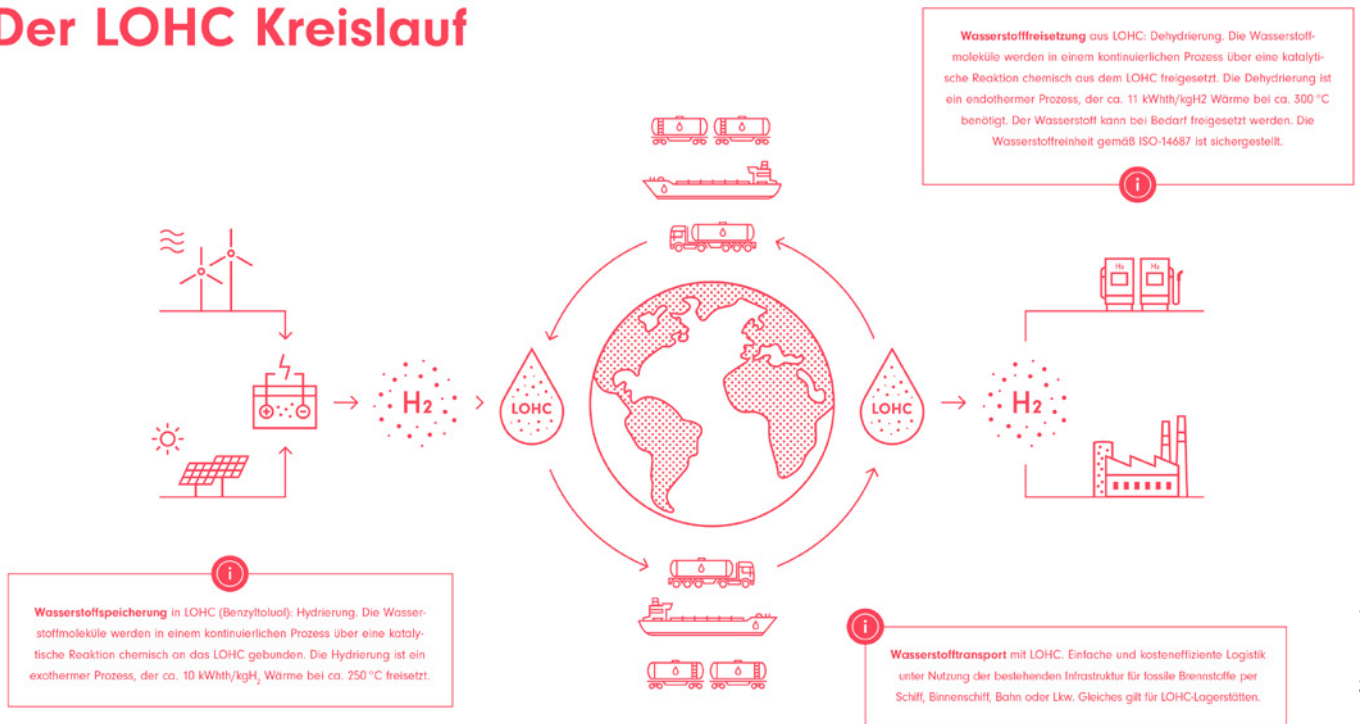 Der LOHC Kreislauf
Wasserstofffreisetzung aus LOHC: Dehydrierung. Die Wasserstoff-
moleküle werden in einem kontinuierlichen Prozess über eine katalyti-
sche Reaktion chemisch aus dem LOHC freigesetzt. Die Dehydrierung ist
ein endothermer Prozess, der ca. 11 kWhth/kgH2 Wärme bei ca. 300 °C
benötigt. Der Wasserstoff kann bei Bedarf freigesetzt werden. Die
Wasserstoffreinheit gemäß ISO-14687 ist sichergestellt.
i
H₂ H₂
H₂
LOHC
LOHC
H₂
i
Wasserstoffspeicherung in LOHC (Benzyltoluol): Hydrierung. Die Wasser-
stoffmoleküle werden in einem kontinuierlichen Prozess über eine kataly-
tische Reaktion chemisch an das LOHC gebunden. Die Hydrierung ist ein
exothermer Prozess, der ca. 10 kWhth/kgH₂ Wärme bei ca. 250 °C freisetzt.
i
Wasserstofftransport mit LOHC. Einfache und kosteneffiziente Logistik
unter Nutzung der bestehenden Infrastruktur für fossile Brennstoffe per
Schiff, Binnenschiff, Bahn oder Lkw. Gleiches gilt für LOHC-Lagerstätten.